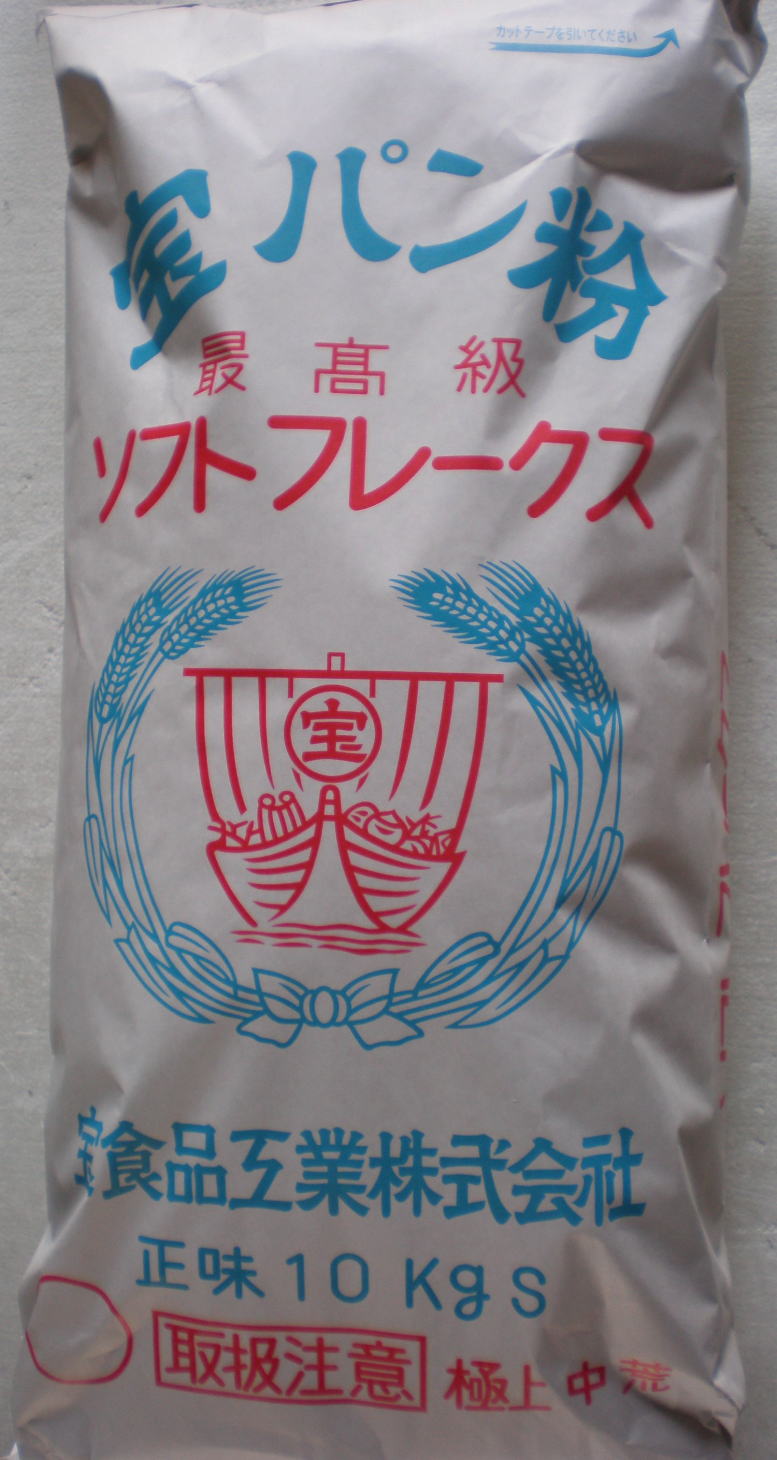 カットテープを引いてください
宝パン粉
最髙級
ソフトフレークス
宝
宝食品工業株式会社
正味10KgS
取扱注意 極上中荒